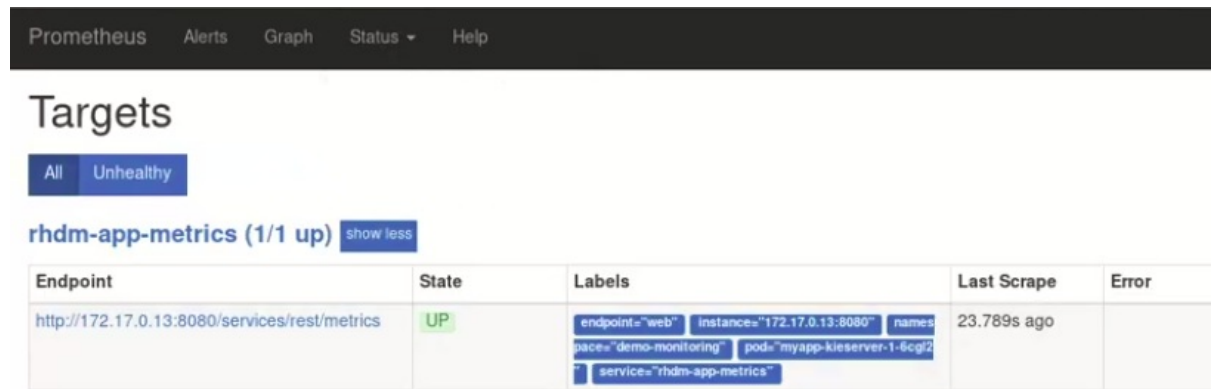 Prometheus Alerts Graph Status Help
Targets
All Unhealthy
rhdm-app-metrics (1/1 up) show less
Endpoint State Labels Last Scrape Error
http://172.17.0.13:8080/services/rest/metrics UP endpoint="web" instance="172.17.0.13:8080" names 23.789s ago
pace="demo-monitoring" pod="myapp-kieserver-1-6cgl2
" service="rhdm-app-metrics"